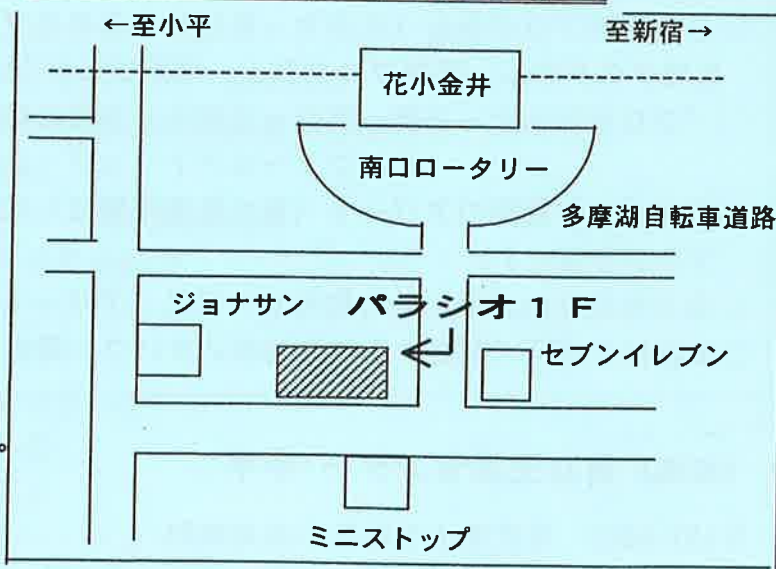 ←至小平
至新宿→
花小金井
南口ロータリー
多摩湖自転車道路
ジョナサン
パラシオ1F
セブンイレブン
ミニストップ